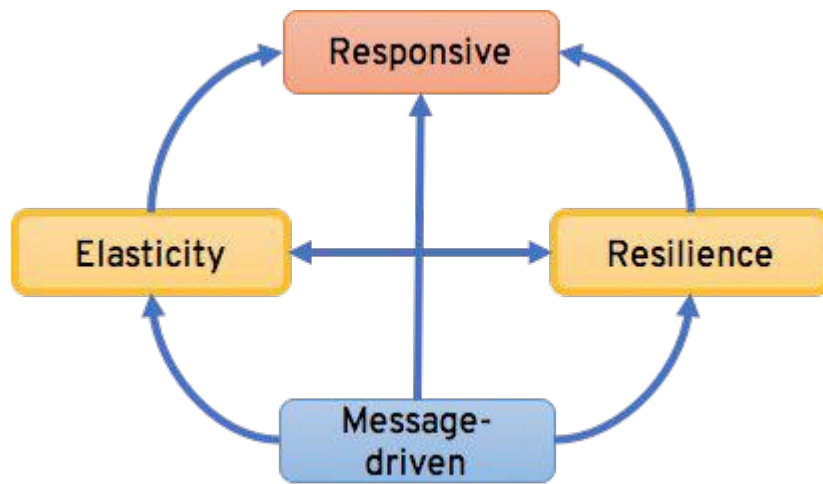 Responsive
Elasticity
Resilience
Message-
driven